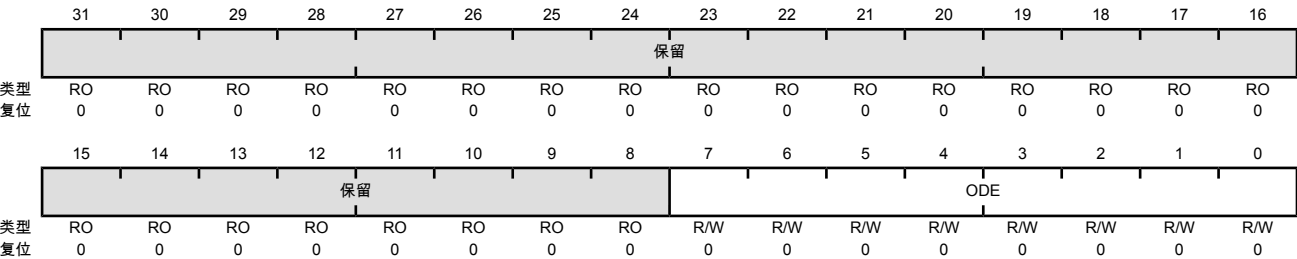 31 30 29 28 27 26 25 24 23 22 21 20 19 18 17 16
保留
类型 RO RO RO RO RO RO RO RO RO RO RO RO RO RO RO RO
复位 0 0 0 0 0 0 0 0 0 0 0 0 0 0 0 0
15 14 13 12 11 10 9 8 7 6 5 4 3 2 1 0
保留 ODE
类型 RO RO RO RO RO RO RO RO R/W R/W R/W R/W R/W R/W R/W R/W
复位 0 0 0 0 0 0 0 0 0 0 0 0 0 0 0 0